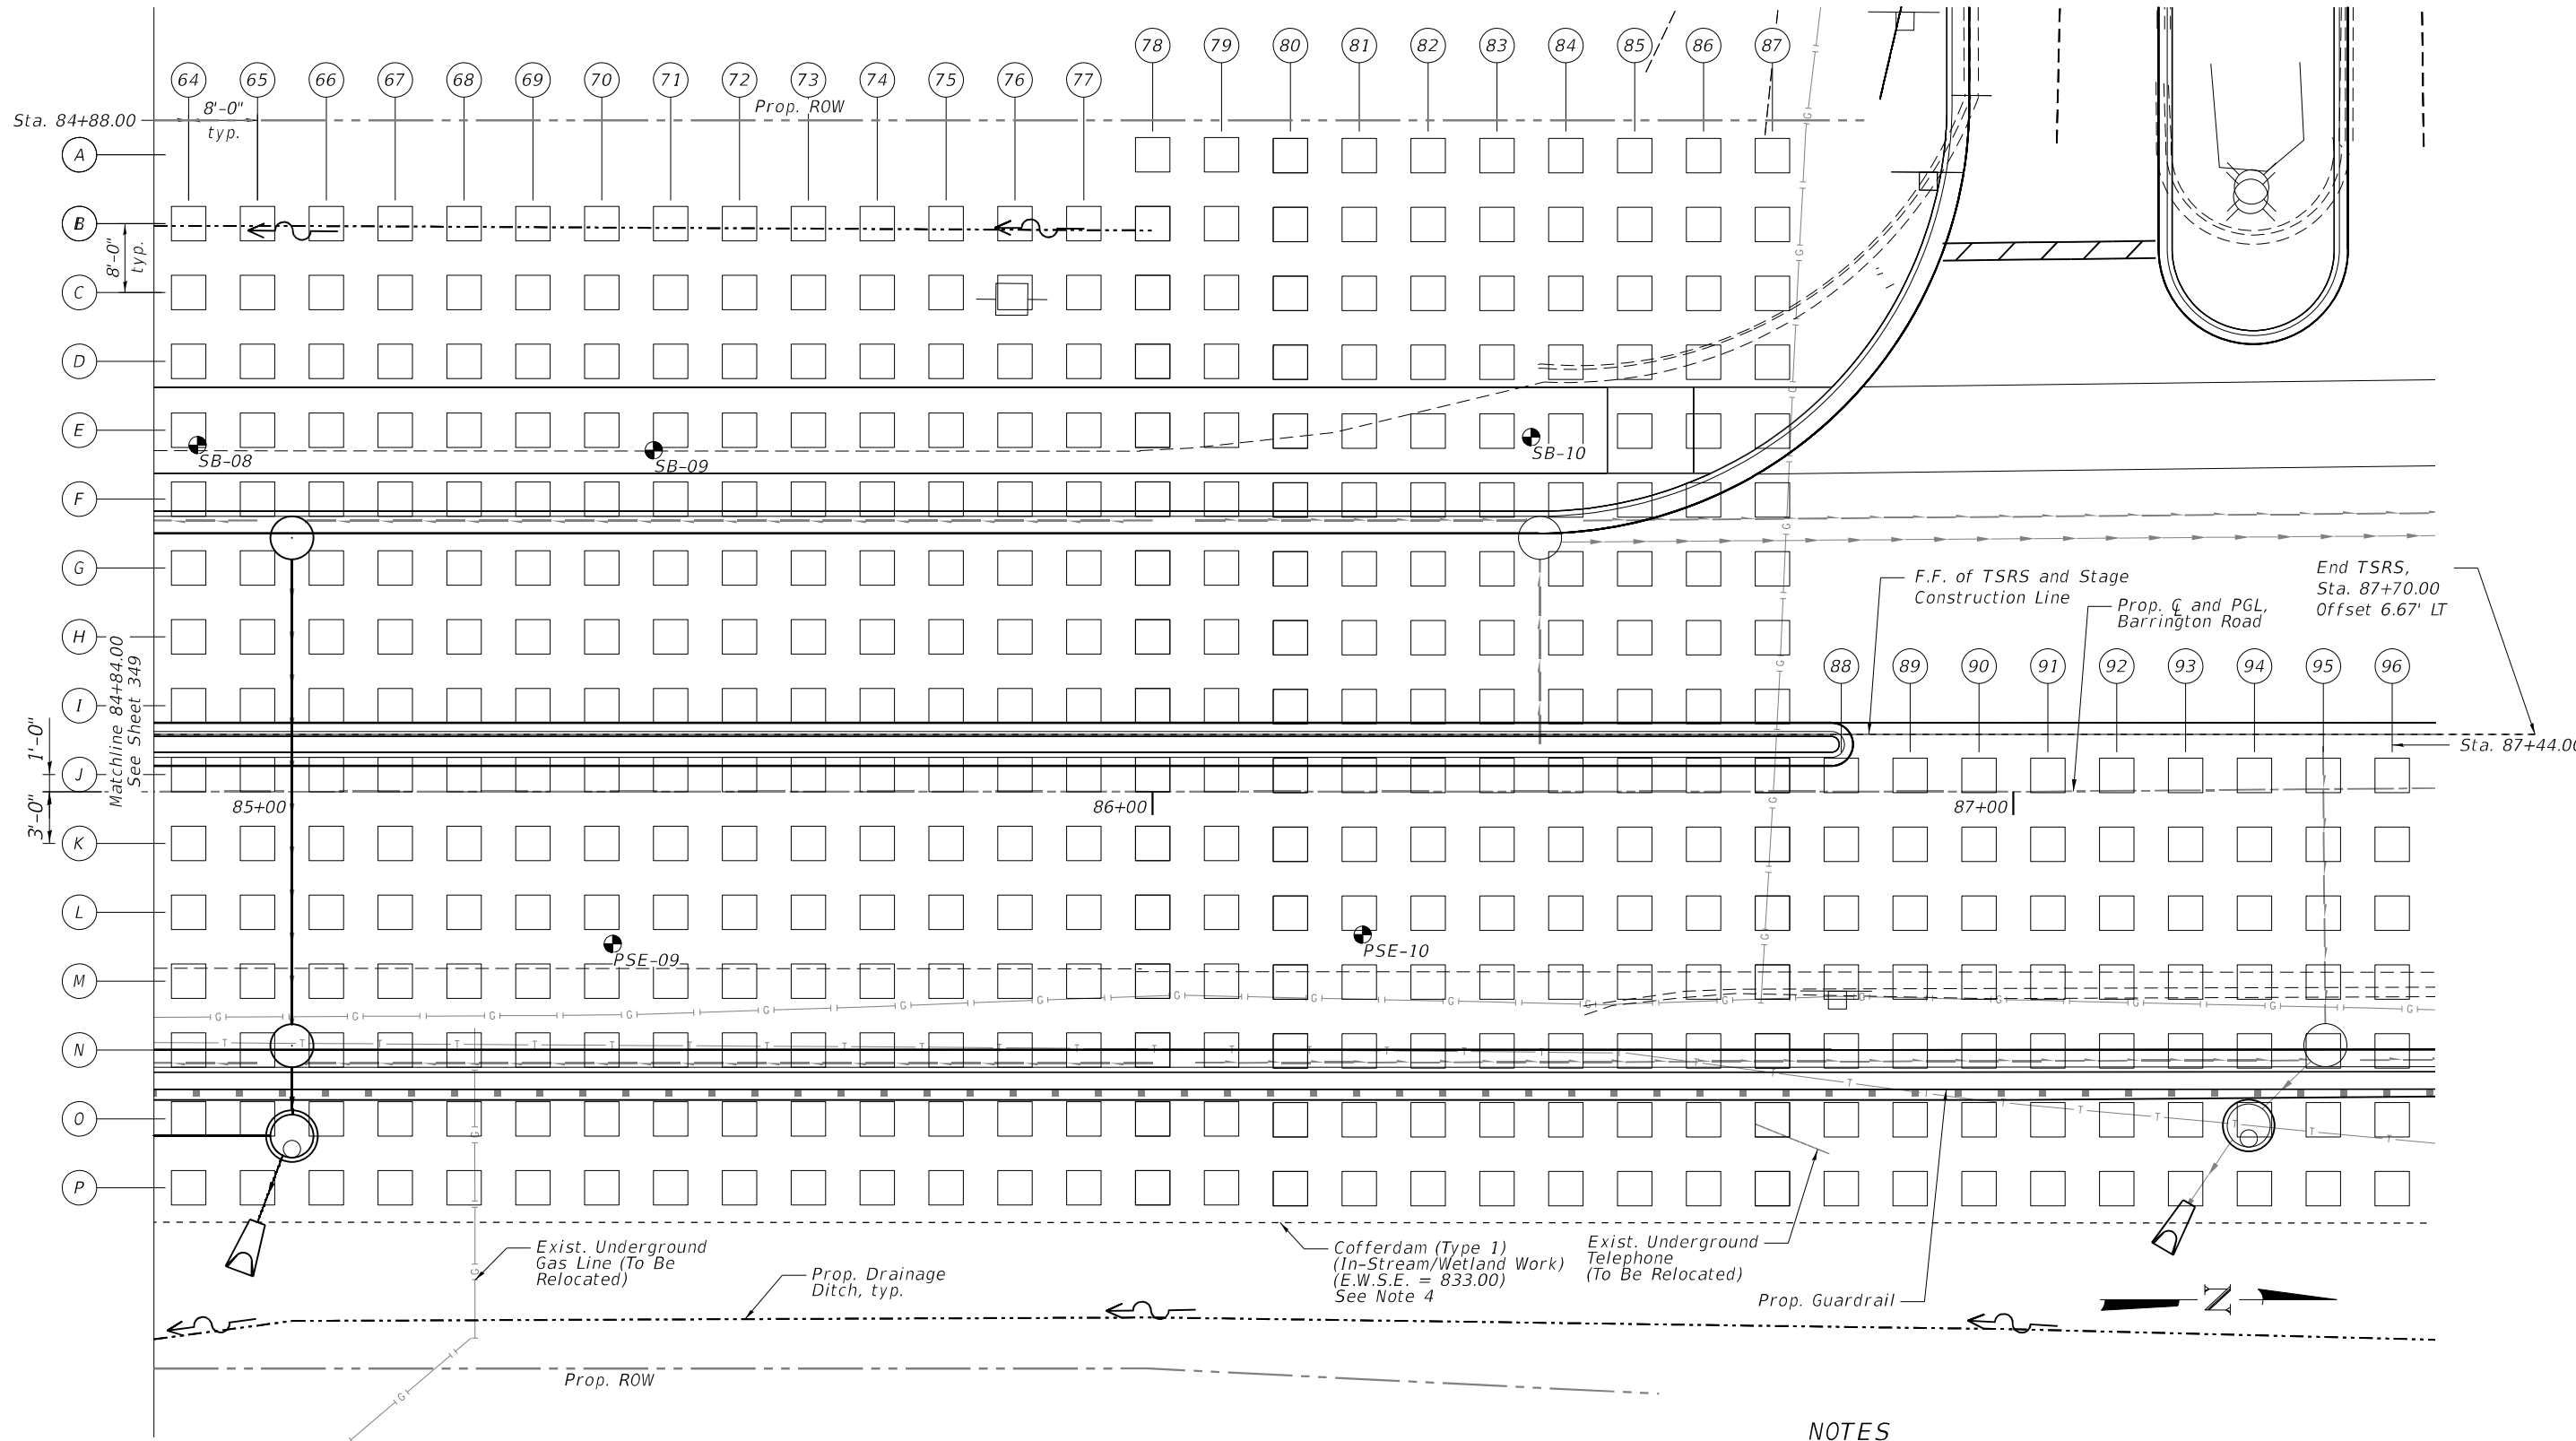 78 79 80 81 82 83 84 85 86 87
64 65 66 67 68 69 70 71 72 73 74 75 76 77
Sta. 84+88.00
8'-0"
typ.
Prop. ROW
A
B
8'-0"
typ.
C
D
E
SB-08
SB-09
SB-10
F
G
F.F. of TSRS and Stage
Construction Line
End TSRS,
Sta. 87+70.00
Offset 6.67' LT
Prop. ℄ and PGL,
Barrington Road
H
Matchline 84+84.00
See Sheet 349
88 89 90 91 92 93 94 95 96
I
1'-0"
Sta. 87+44.00
J
3'-0"
85+00
86+00
87+00
K
L
PSE-09
PSE-10
M
G G G G G G G G G G G G G G G G G
N
T T T T T T T T T T T T T T T T T T T T T T T T T T T T T
O
P
Exist. Underground
Gas Line (To Be
Relocated)
Prop. Drainage
Ditch, typ.
Cofferdam (Type 1)
(In-Stream/Wetland Work)
(E.W.S.E. = 833.00)
See Note 4
Exist. Underground
Telephone
(To Be Relocated)
Prop. Guardrail
N
Prop. ROW
NOTES